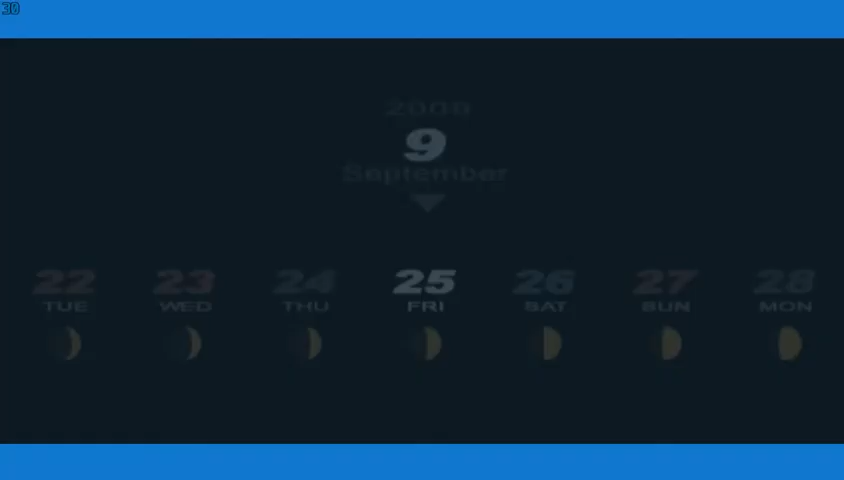 30
2009
9
September
22 23 24 25 26 27 28
TUE WED THU FRI SAT SUN MON